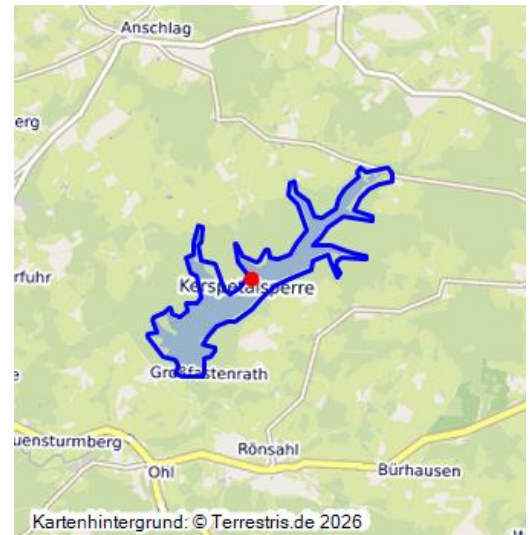 Anschlag
erg
rfuhr
Kerspetalsperre
Großfastenrath
uensturmberg
Rönsahl
Ohl
Bürhausen
Kartenhintergrund: © Terrestris.de 2026